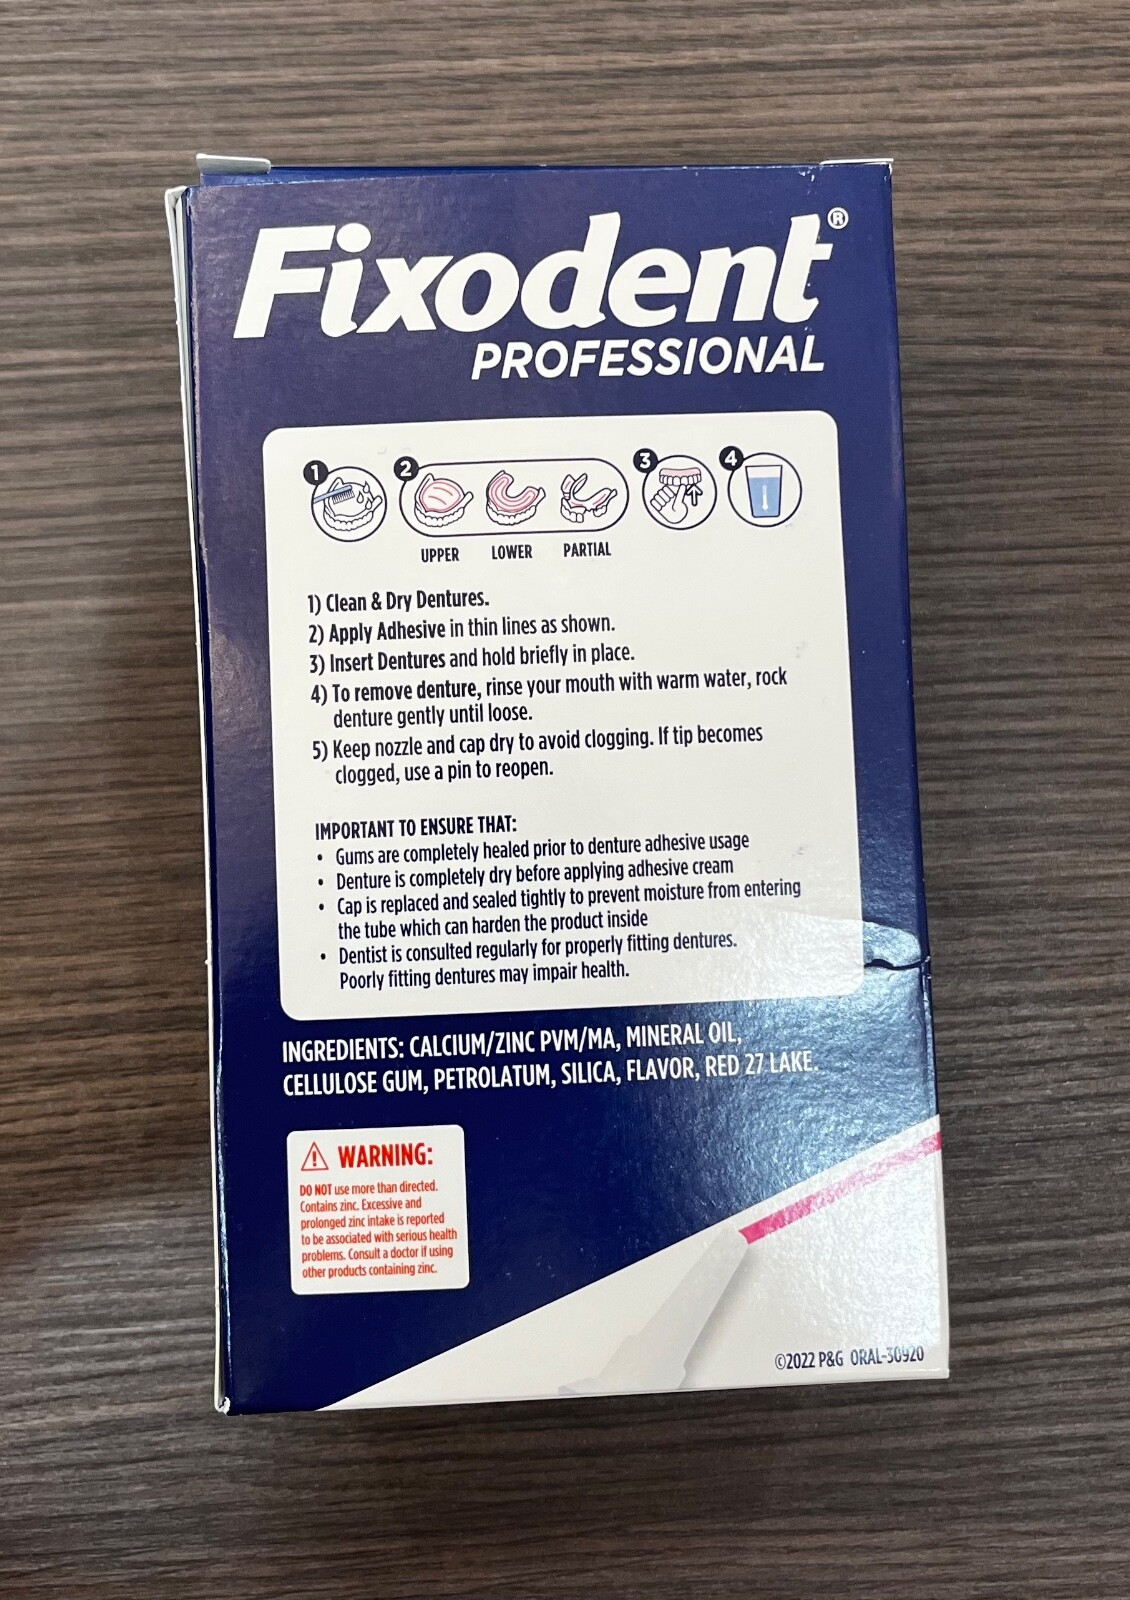 Fixodent®
PROFESSIONAL
1 2 3 4
UPPER LOWER PARTIAL
1) Clean & Dry Dentures.
2) Apply Adhesive in thin lines as shown.
3) Insert Dentures and hold briefly in place.
4) To remove denture, rinse your mouth with warm water, rock
denture gently until loose.
5) Keep nozzle and cap dry to avoid clogging. If tip becomes
clogged, use a pin to reopen.
IMPORTANT TO ENSURE THAT:
• Gums are completely healed prior to denture adhesive usage
• Denture is completely dry before applying adhesive cream
• Cap is replaced and sealed tightly to prevent moisture from entering
the tube which can harden the product inside
• Dentist is consulted regularly for properly fitting dentures.
Poorly fitting dentures may impair health.
INGREDIENTS: CALCIUM/ZINC PVM/MA, MINERAL OIL,
CELLULOSE GUM, PETROLATUM, SILICA, FLAVOR, RED 27 LAKE.
WARNING:
DO NOT use more than directed.
Contains zinc. Excessive and
prolonged zinc intake is reported
to be associated with serious health
problems. Consult a doctor if using
other products containing zinc.
©2022 P&G ORAL-30920